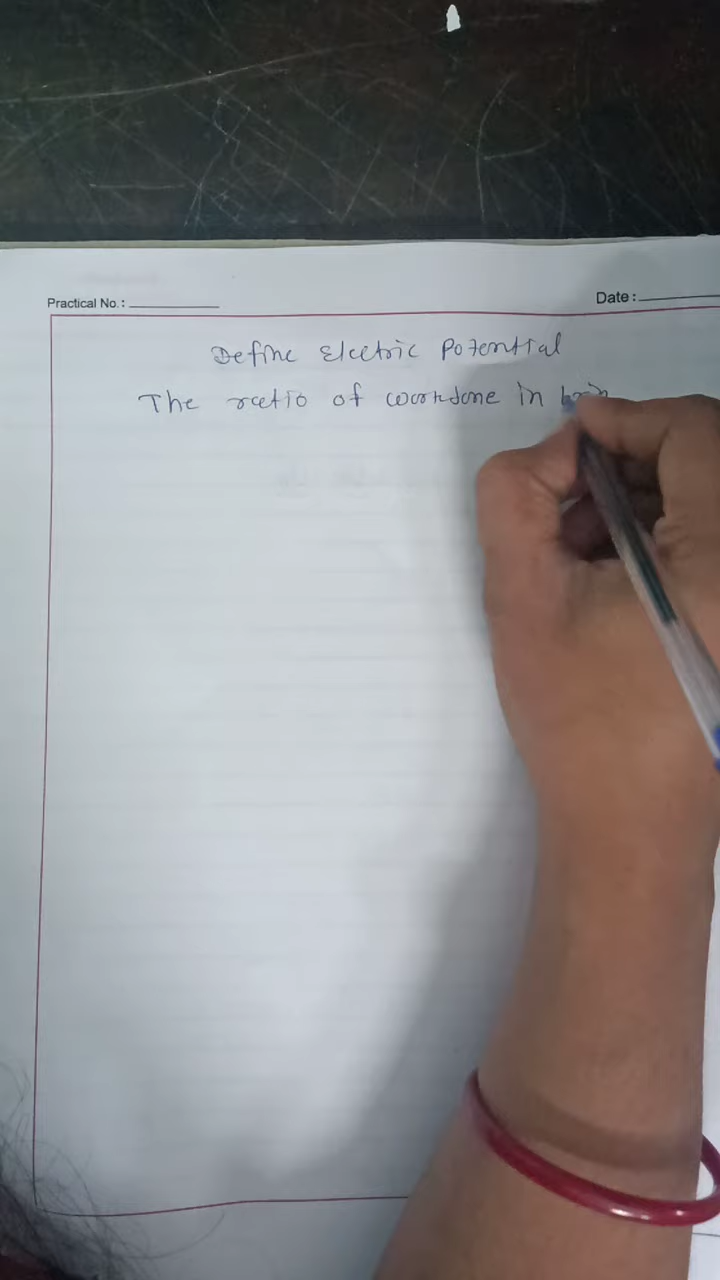 Practical No. :
Date :
Define Electric Potential
The ratio of workdone in